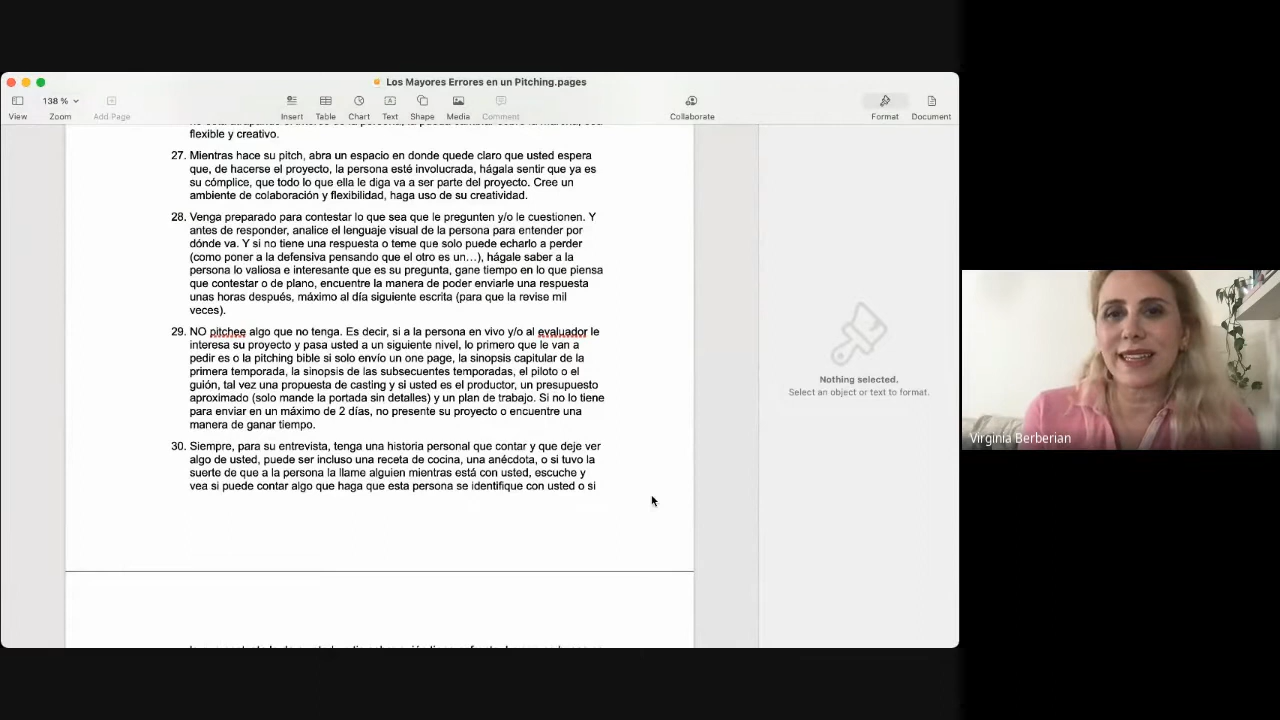 Los Mayores Errores en un Pitching.pages
138 %
View
Zoom
Add Page
Insert
Table
Chart
Text
Shape
Media
Comment
Collaborate
Format
Document
flexible y creativo.
27. Mientras hace su pitch, abra un espacio en donde quede claro que usted espera
que, de hacerse el proyecto, la persona esté involucrada, hágala sentir que ya es
su cómplice, que todo lo que ella le diga va a ser parte del proyecto. Cree un
ambiente de colaboración y flexibilidad, haga uso de su creatividad.
28. Venga preparado para contestar lo que sea que le pregunten y/o le cuestionen. Y
antes de responder, analice el lenguaje visual de la persona para entender por
dónde va. Y si no tiene una respuesta o teme que solo puede echarlo a perder
(como poner a la defensiva pensando que el otro es un...), hágale saber a la
persona lo valiosa e interesante que es su pregunta, gane tiempo en lo que piensa
que contestar o de plano, encuentre la manera de poder enviarle una respuesta
unas horas después, máximo al día siguiente escrita (para que la revise mil
veces).
29. NO pitchee algo que no tenga. Es decir, si a la persona en vivo y/o al evaluador le
interesa su proyecto y pasa usted a un siguiente nivel, lo primero que le van a
pedir es o la pitching bible si solo envío un one page, la sinopsis capitular de la
primera temporada, la sinopsis de las subsecuentes temporadas, el piloto o el
guión, tal vez una propuesta de casting y si usted es el productor, un presupuesto
aproximado (solo mande la portada sin detalles) y un plan de trabajo. Si no lo tiene
para enviar en un máximo de 2 días, no presente su proyecto o encuentre una
manera de ganar tiempo.
30. Siempre, para su entrevista, tenga una historia personal que contar y que deje ver
algo de usted, puede ser incluso una receta de cocina, una anécdota, o si tuvo la
suerte de que a la persona la llame alguien mientras está con usted, escuche y
vea si puede contar algo que haga que esta persona se identifique con usted o si
Nothing selected.
Select an object or text to format.
Virginia Berberian